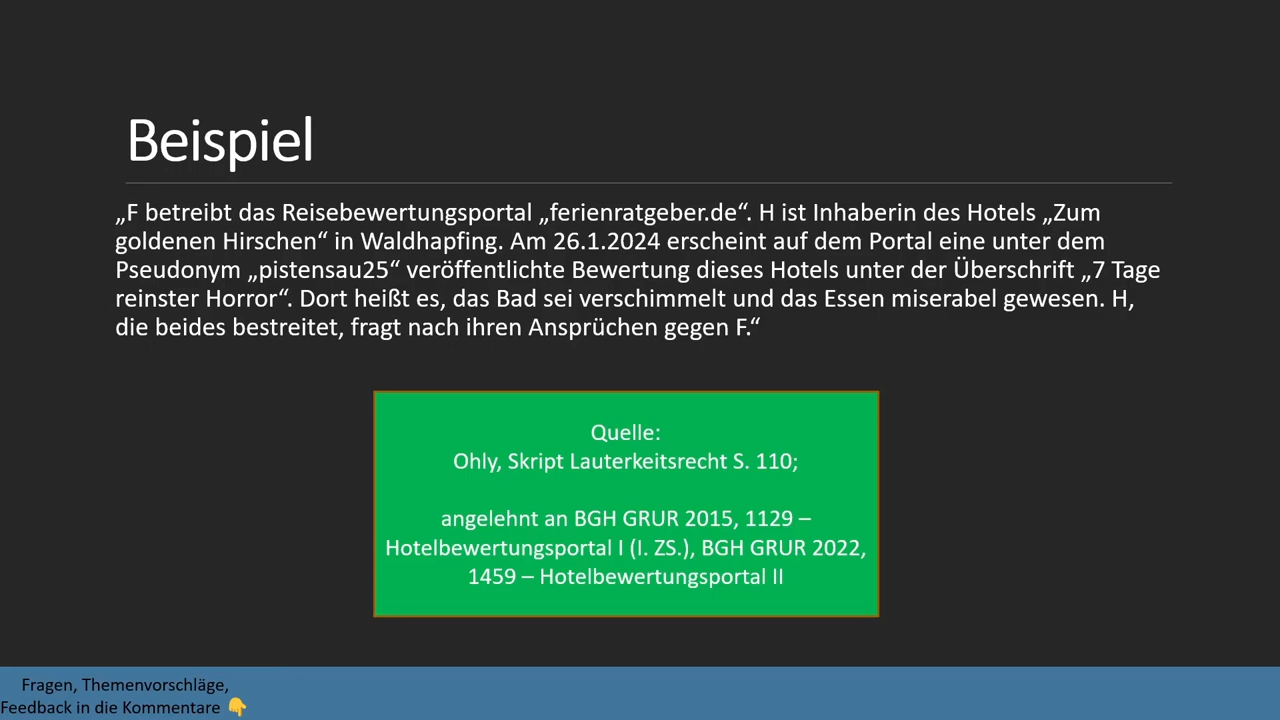 Beispiel
„F betreibt das Reisebewertungsportal „ferienratgeber.de“. H ist Inhaberin des Hotels „Zum
goldenen Hirschen“ in Waldhapfing. Am 26.1.2024 erscheint auf dem Portal eine unter dem
Pseudonym „pistensau25“ veröffentlichte Bewertung dieses Hotels unter der Überschrift „7 Tage
reinster Horror“. Dort heißt es, das Bad sei verschimmelt und das Essen miserabel gewesen. H,
die beides bestreitet, fragt nach ihren Ansprüchen gegen F.“
Quelle:
Ohly, Skript Lauterkeitsrecht S. 110;
angelehnt an BGH GRUR 2015, 1129 –
Hotelbewertungsportal I (I. ZS.), BGH GRUR 2022,
1459 – Hotelbewertungsportal II
Fragen, Themenvorschläge,
Feedback in die Kommentare 👇